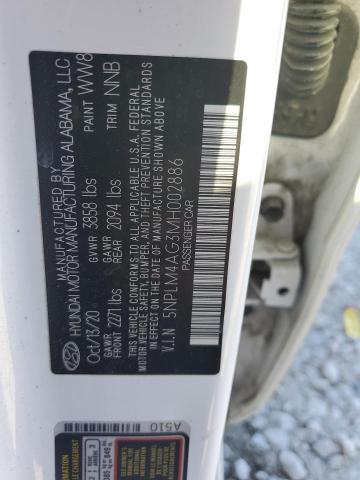 MANUFACTURED BY
HYUNDAI MOTOR MANUFACTURING ALABAMA, LLC
Oct/13/20 GVWR 3858 lbs PAINT WW8
GAWR FRONT 2271 lbs GAWR REAR 2094 lbs TRIM NNB
THIS VEHICLE CONFORMS TO ALL APPLICABLE U.S.A. FEDERAL
MOTOR VEHICLE SAFETY, BUMPER, AND THEFT PREVENTION STANDARDS
IN EFFECT ON THE DATE OF MANUFACTURE SHOWN ABOVE.
V.I.N 5NPLM4AG3MH002886
PASSENGER CAR
A510
INFORMATION